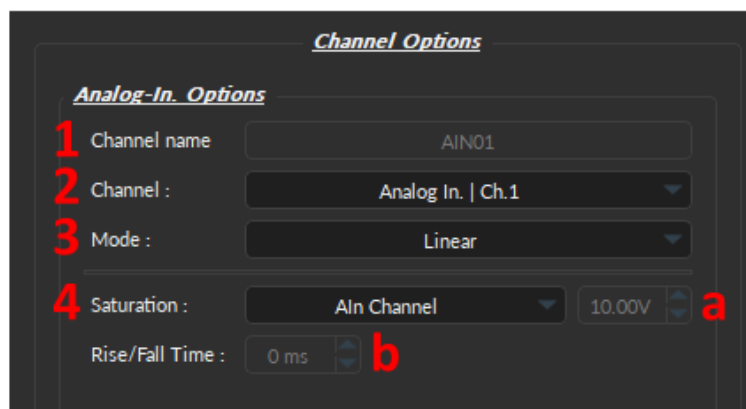 Channel Options
Analog-In. Options
1 Channel name AIN01
2 Channel : Analog In. | Ch.1
3 Mode : Linear
4 Saturation : AIn Channel 10.00V a
Rise/Fall Time : 0 ms b